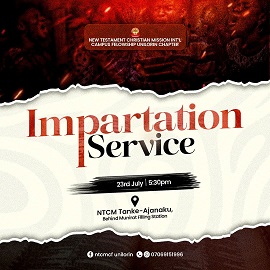 NEW TESTAMENT CHRISTIAN MISSION INT'L
CAMPUS FELLOWSHIP UNILORIN CHAPTER
Impartation
Service
23rd July | 5:30pm
NTCM Tanke-Ajanaku,
Behind Munirat Filling Station
ntcmcf unilorin
07069151996